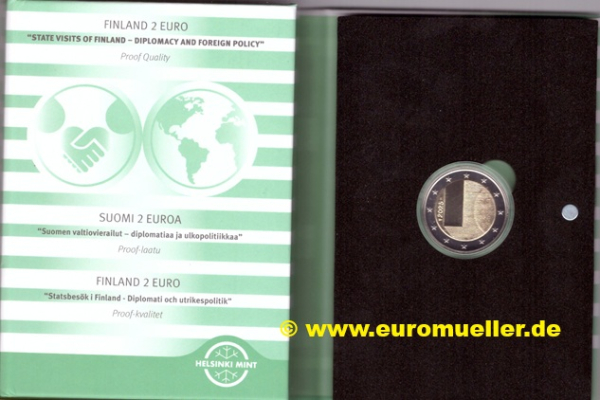 FINLAND 2 EURO
"STATE VISITS OF FINLAND – DIPLOMACY AND FOREIGN POLICY"
Proof Quality
SUOMI 2 EUROA
"Suomen valtiovierailut – diplomatiaa ja ulkopolitiikkaa"
Proof-laatu
FINLAND 2 EURO
"Statsbesök i Finland - Diplomati och utrikespolitik"
Proof-kvalitet
HELSINKI MINT
© www.euromueller.de